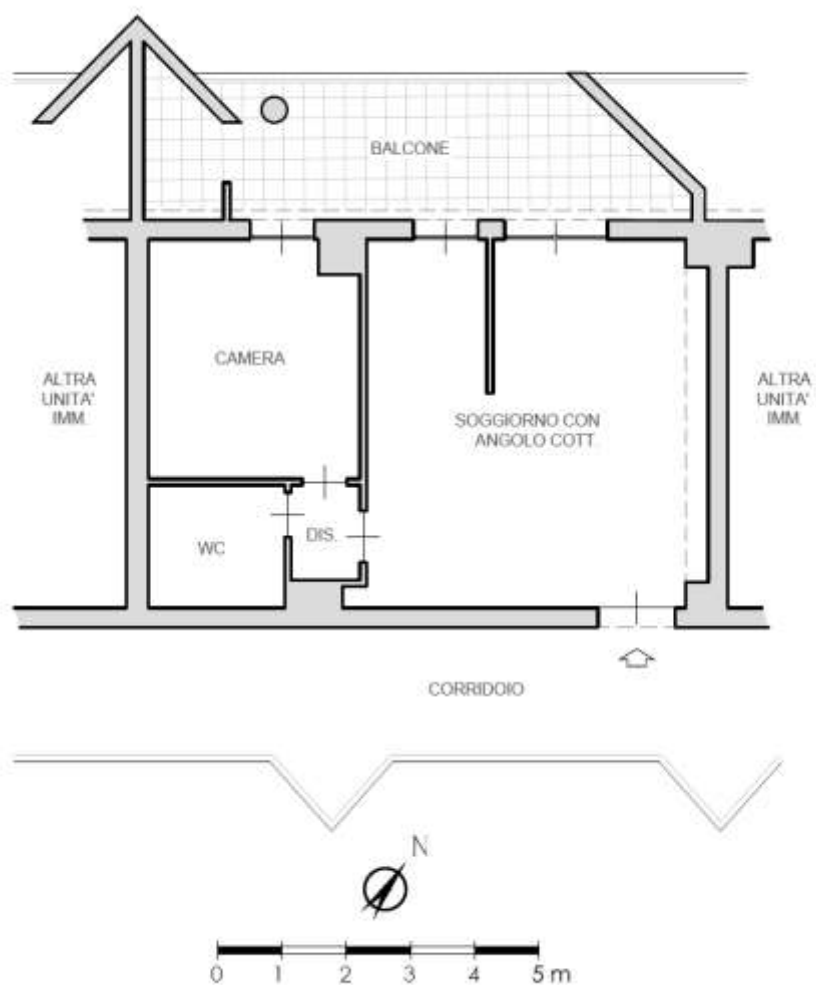 BALCONE
CAMERA
ALTRA
UNITA'
IMM.
ALTRA
UNITA'
IMM.
SOGGIORNO CON
ANGOLO COTT.
WC
DIS.
CORRIDOIO
N
0 1 2 3 4 5 m